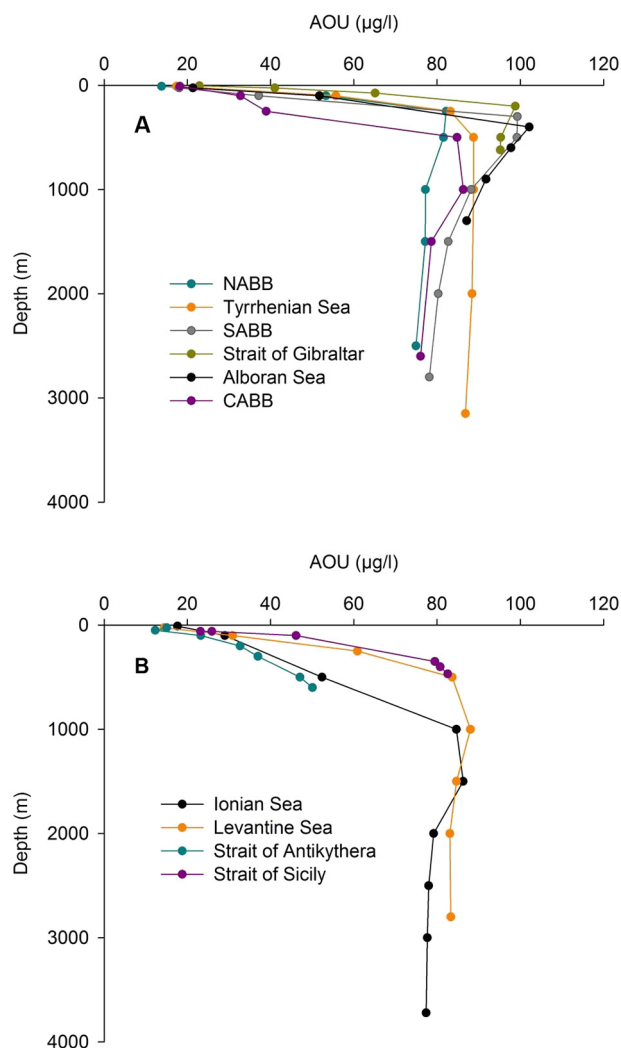 AOU (µg/l)
0 20 40 60 80 100 120
0
A
1000
Depth (m)
2000
3000
4000
NABB
Tyrrhenian Sea
SABB
Strait of Gibraltar
Alboran Sea
CABB
AOU (µg/l)
0 20 40 60 80 100 120
0
B
1000
Depth (m)
2000
3000
4000
Ionian Sea
Levantine Sea
Strait of Antikythera
Strait of Sicily